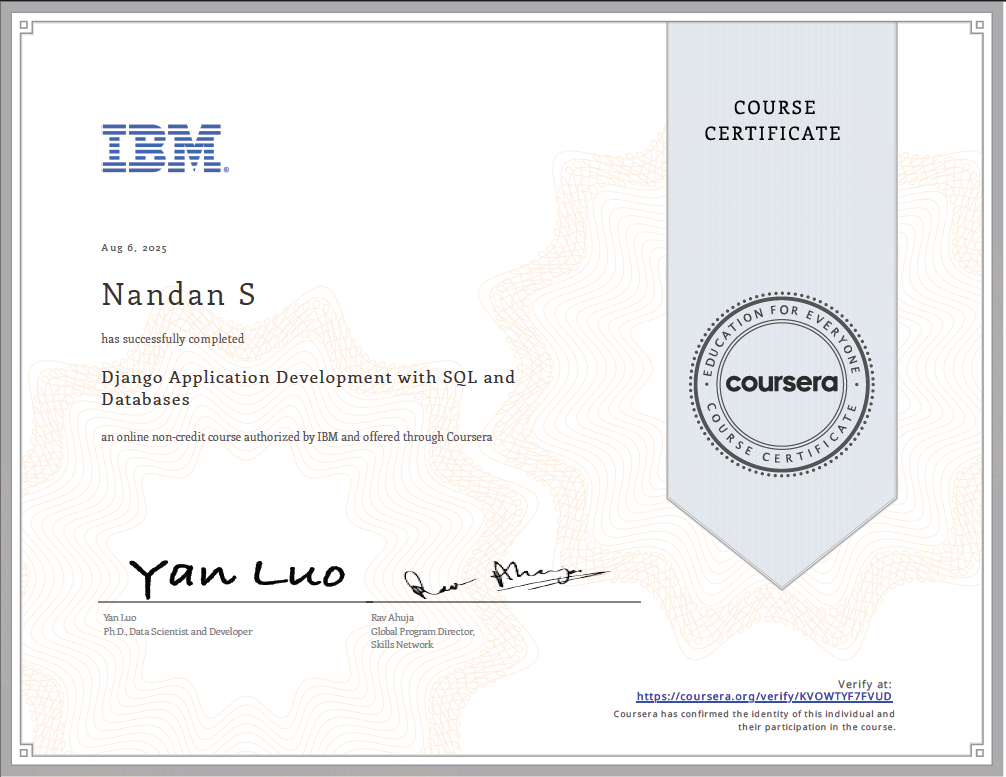 COURSE
CERTIFICATE
IBM®
Aug 6, 2025
Nandan S
has successfully completed
Django Application Development with SQL and
Databases
an online non-credit course authorized by IBM and offered through Coursera
EDUCATION FOR EVERYONE
coursera
COURSE CERTIFICATE
Yan Luo
Rav Ahuja
Yan Luo
Ph.D., Data Scientist and Developer
Rav Ahuja
Global Program Director,
Skills Network
Verify at:
https://coursera.org/verify/KVOWTYF7FVUD
Coursera has confirmed the identity of this individual and
their participation in the course.